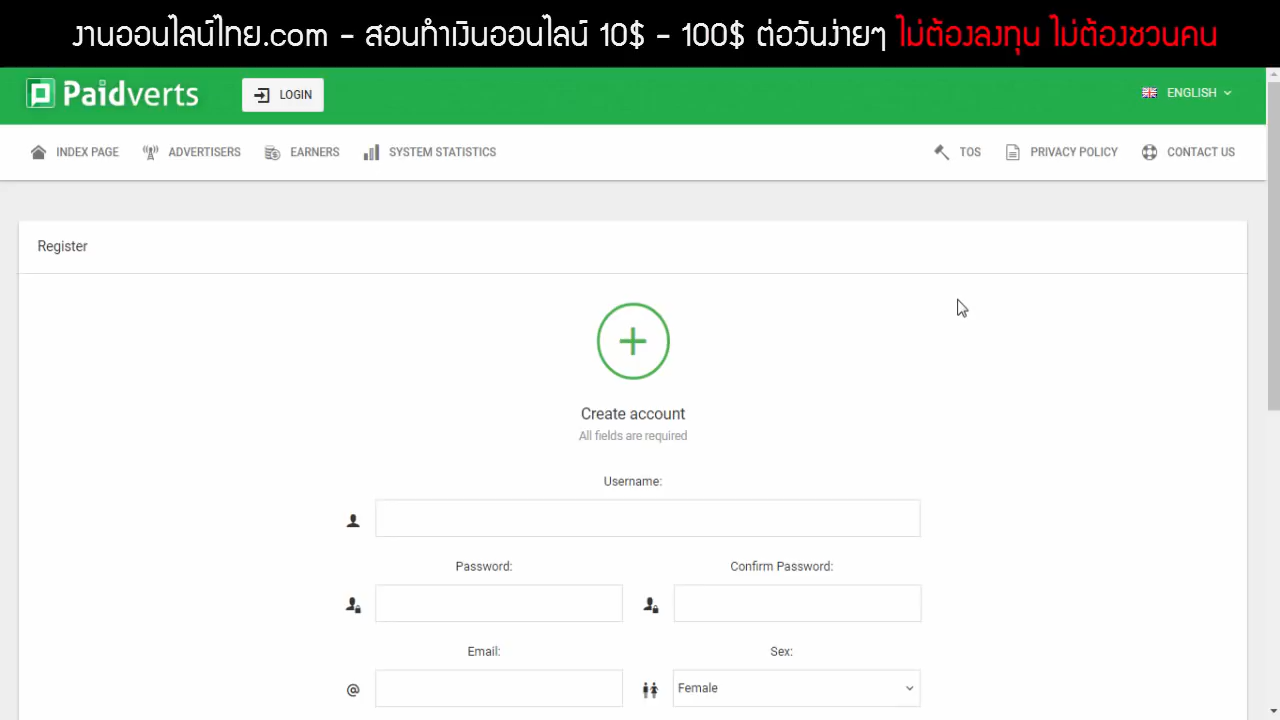 งานออนไลน์ไทย.com - สอนทำเงินออนไลน์ 10$ - 100$ ต่อวันง่ายๆ ไม่ต้องลงทุน ไม่ต้องชวนคน
Paidverts LOGIN ENGLISH
INDEX PAGE ADVERTISERS EARNERS SYSTEM STATISTICS TOS PRIVACY POLICY CONTACT US
Register
Create account
All fields are required
Username:
Password: Confirm Password:
Email: Sex:
@ Female